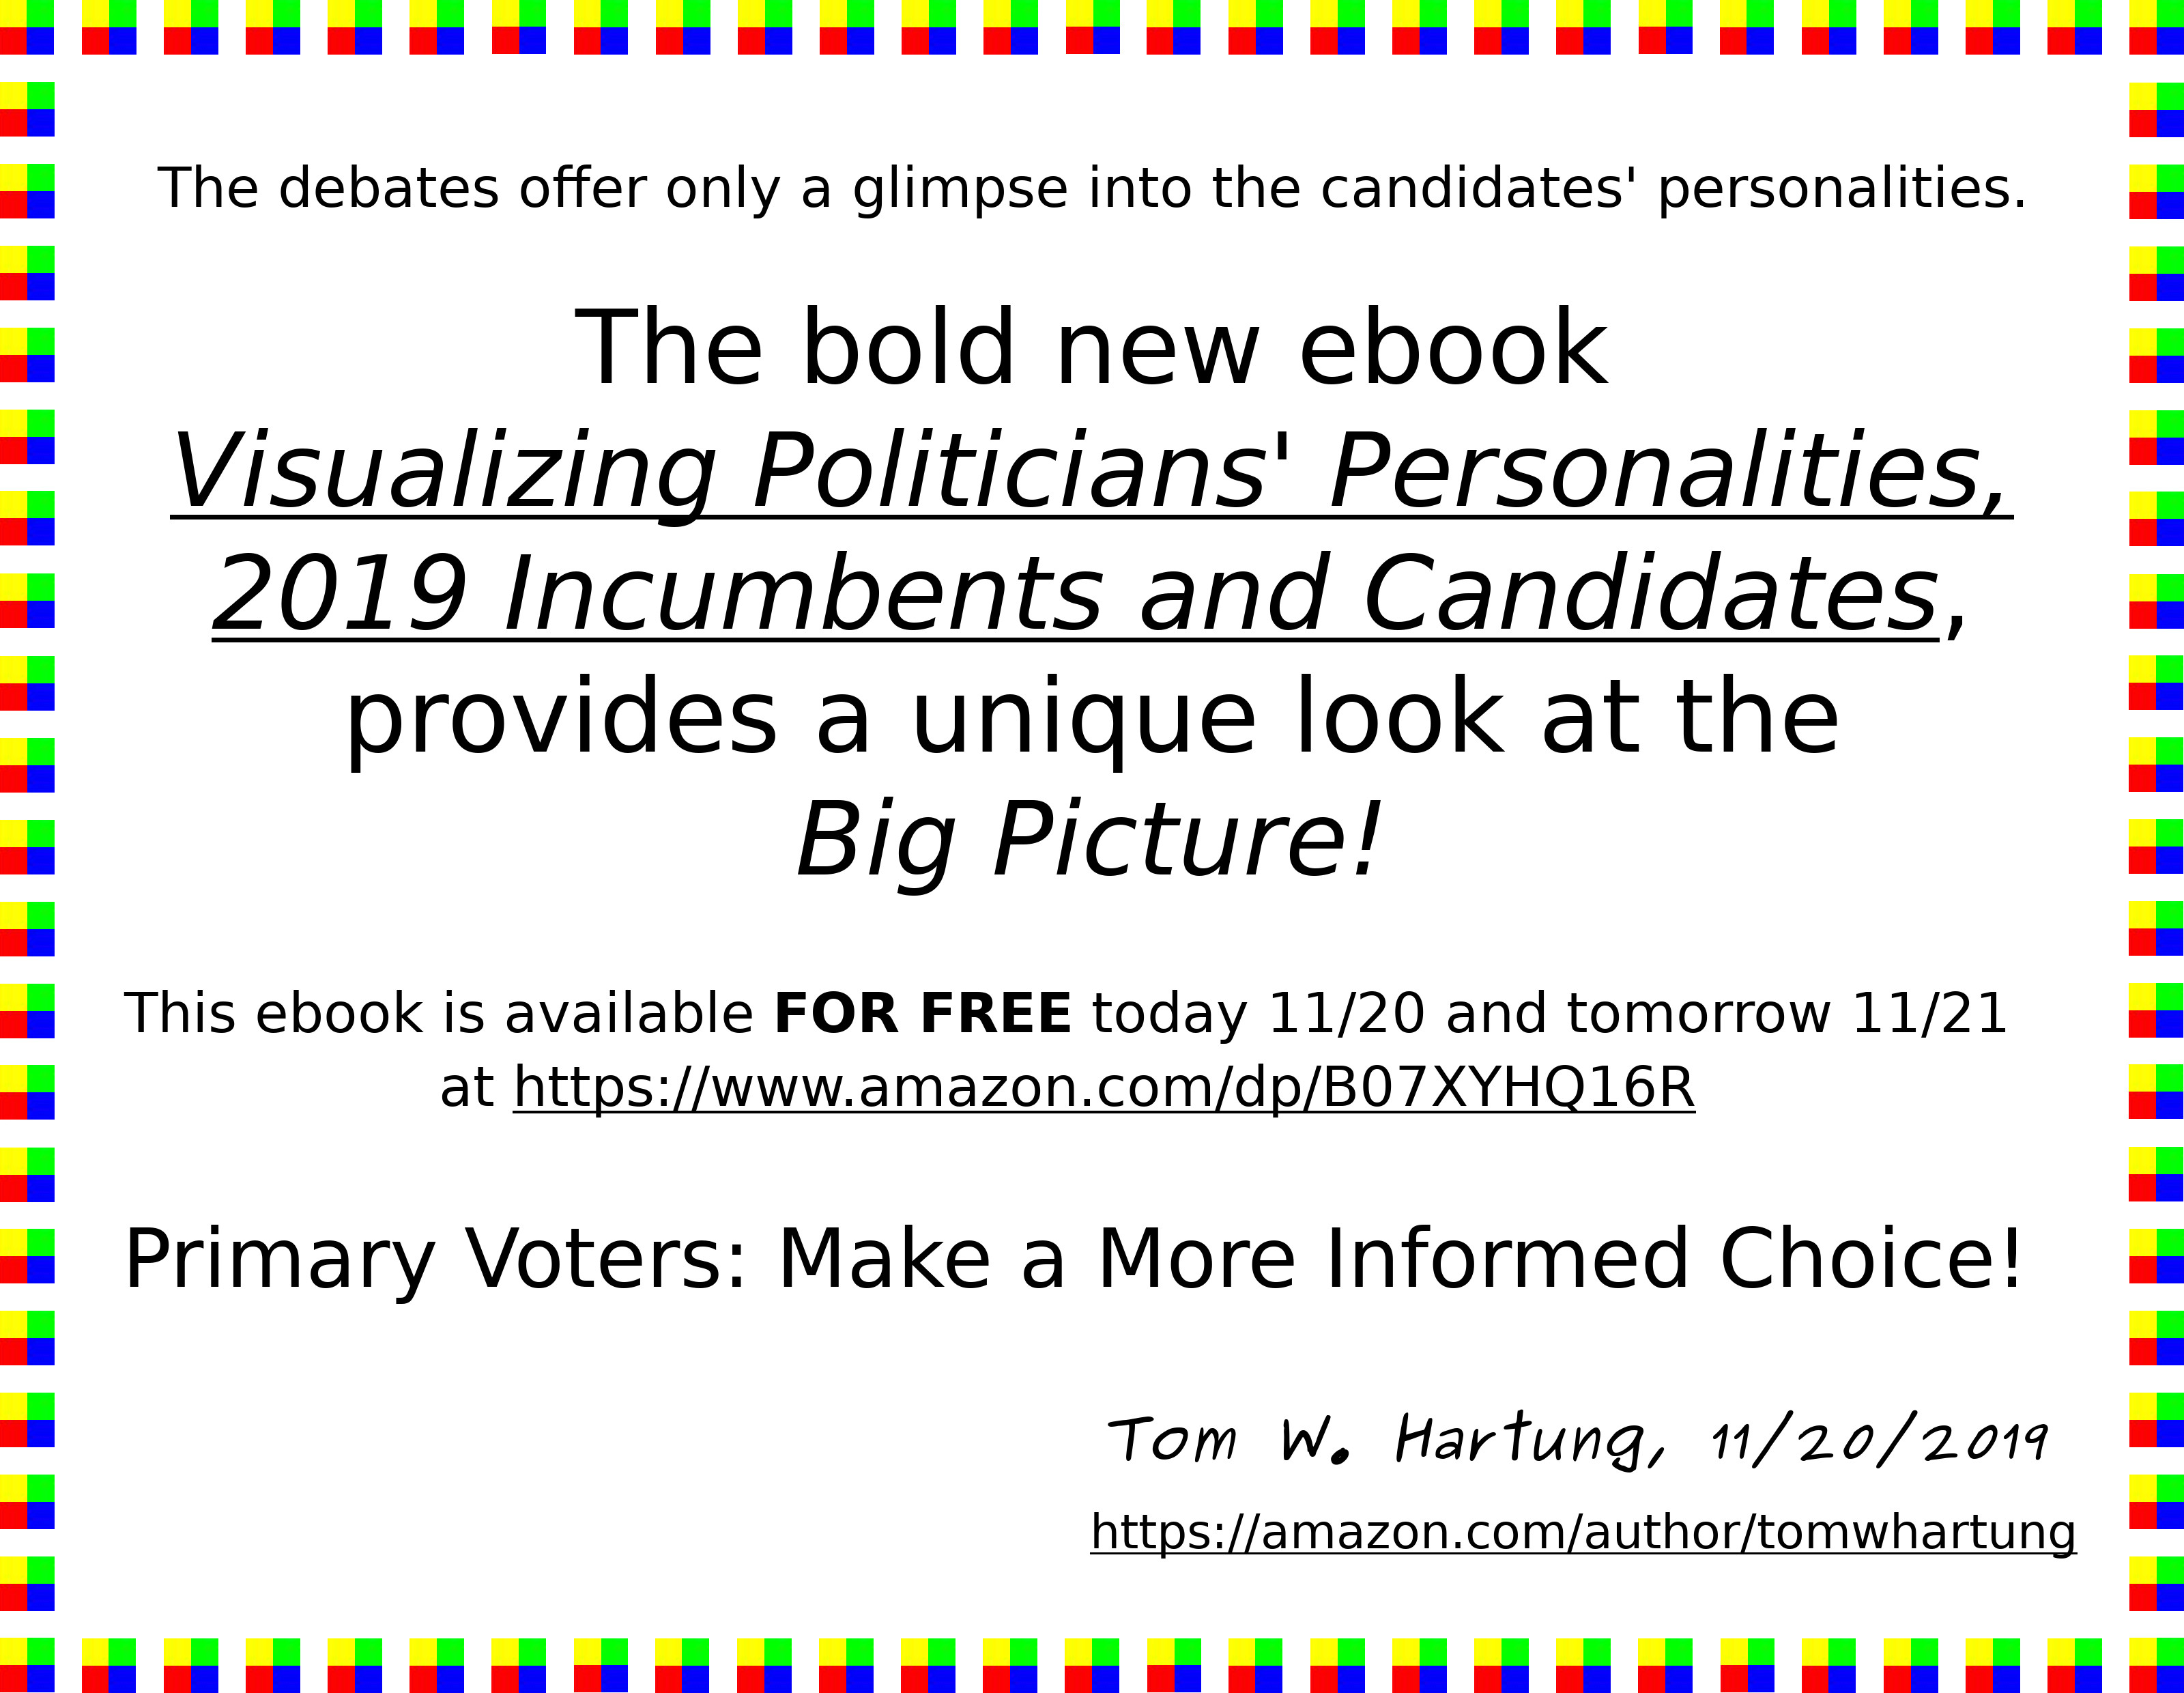 The debates offer only a glimpse into the candidates' personalities.
The bold new ebook
Visualizing Politicians' Personalities,
2019 Incumbents and Candidates,
provides a unique look at the
Big Picture!
This ebook is available FOR FREE today 11/20 and tomorrow 11/21
at https://www.amazon.com/dp/B07XYHQ16R
Primary Voters: Make a More Informed Choice!
Tom W. Hartung, 11/20/2019
https://amazon.com/author/tomwhartung